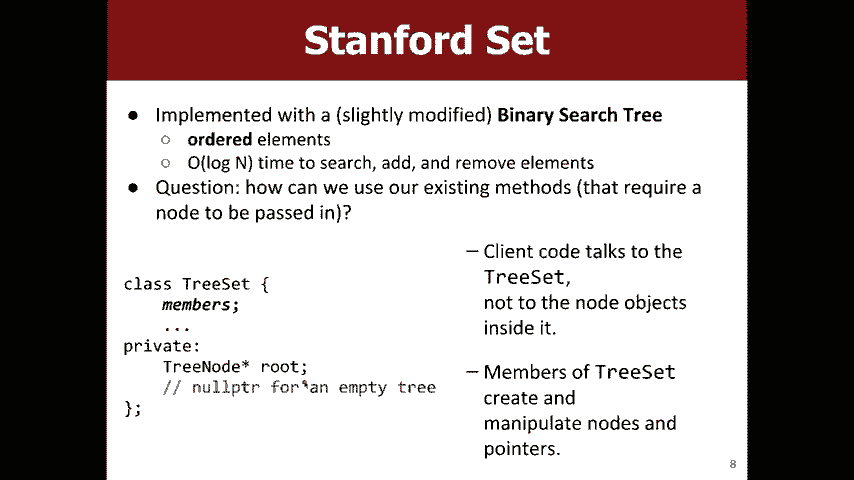 Stanford Set
● Implemented with a (slightly modified) Binary Search Tree
○ ordered elements
○ O(log N) time to search, add, and remove elements
● Question: how can we use our existing methods (that require a
node to be passed in)?
class TreeSet {
members;
...
private:
TreeNode* root;
// nullptr for an empty tree
};
– Client code talks to the
TreeSet,
not to the node objects
inside it.
– Members of TreeSet
create and
manipulate nodes and
pointers.
8